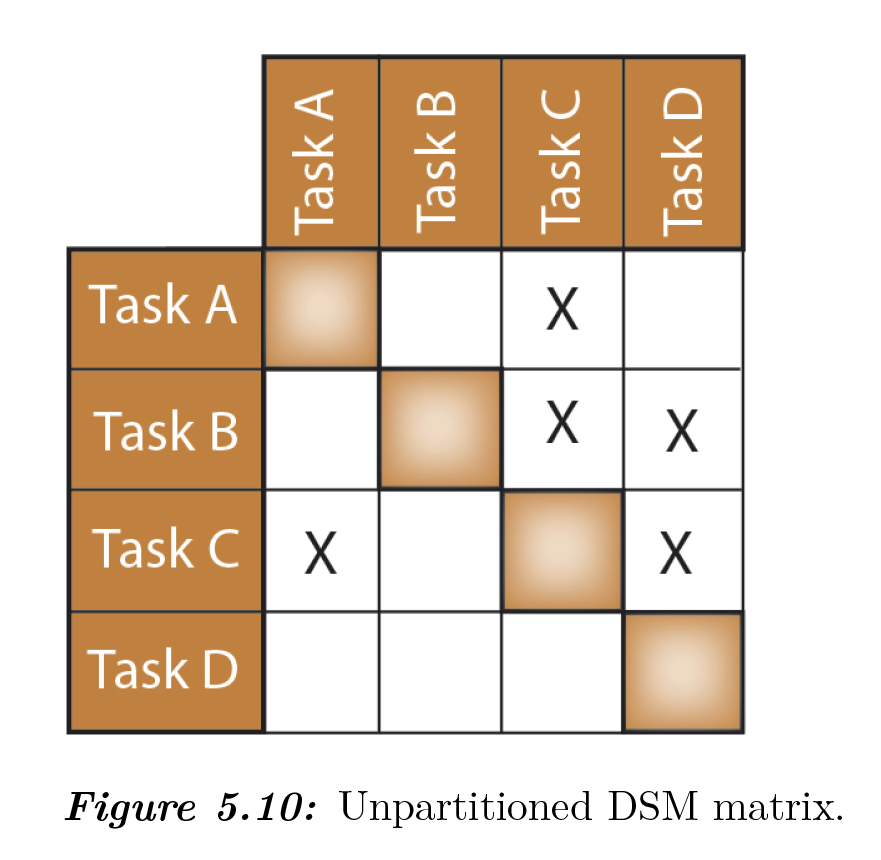 Task A Task B Task C Task D
Task A X
Task B X X
Task C X X
Task D
Figure 5.10: Unpartitioned DSM matrix.